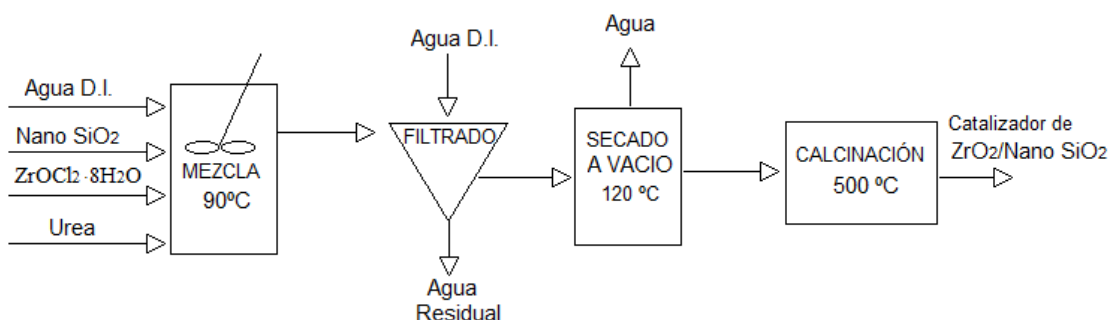 Agua D.I.
Nano SiO₂
ZrOCl₂·8H₂O
Urea
MEZCLA
90ºC
Agua D.I.
FILTRADO
Agua
Residual
Agua
SECADO
A VACIO
120 ºC
CALCINACIÓN
500 ºC
Catalizador de
ZrO₂/Nano SiO₂